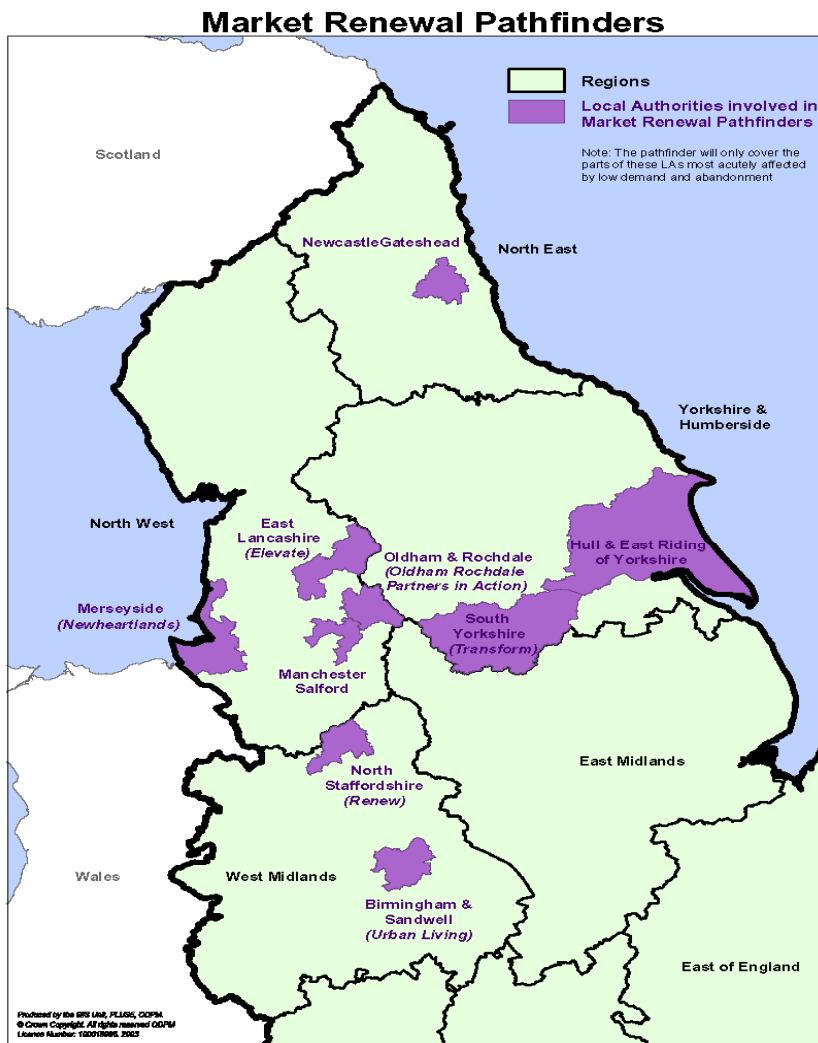 Market Renewal Pathfinders
Regions
Local Authorities involved in
Market Renewal Pathfinders
Note: The pathfinder will only cover the
parts of these LAs most acutely affected
by low demand and abandonment
Scotland
NewcastleGateshead
North East
Yorkshire &
Humberside
North West
East
Lancashire
(Elevate)
Oldham & Rochdale
(Oldham Rochdale
Partners in Action)
Hull & East Riding
of Yorkshire
Merseyside
(Newheartlands)
South
Yorkshire
(Transform)
Manchester
Salford
East Midlands
North
Staffordshire
(Renew)
Wales
West Midlands
Birmingham &
Sandwell
(Urban Living)
East of England
Produced by the GIS Unit, PLUS6, ODPM.
© Crown Copyright. All rights reserved ODPM
Licence Number: 2003